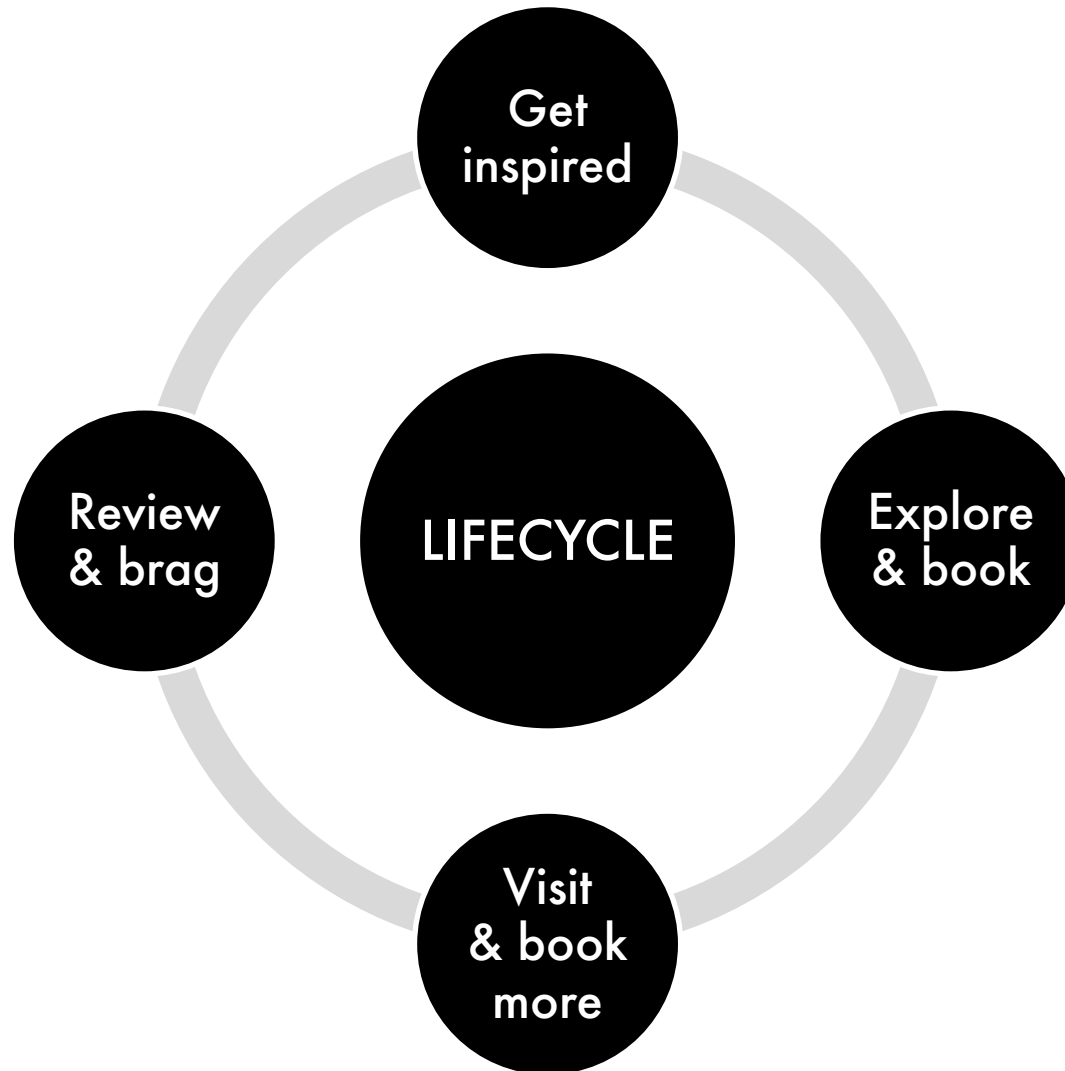 Get
inspired
Explore
& book
Visit
& book
more
Review
& brag
LIFECYCLE